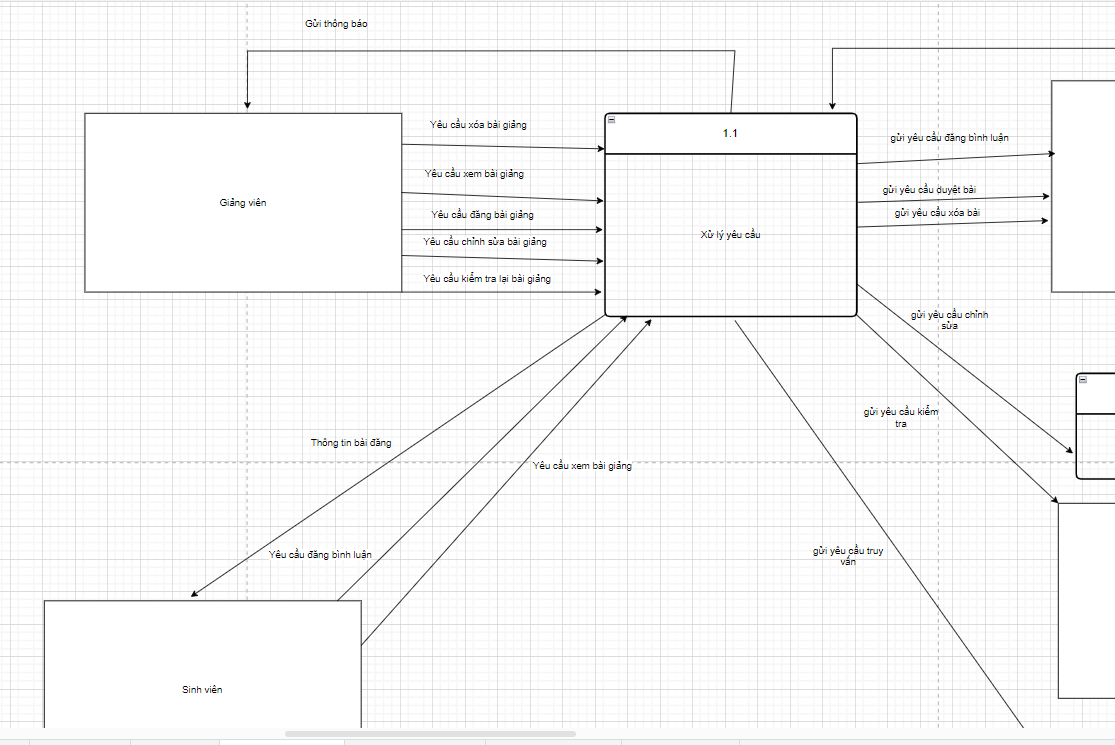 Gửi thông báo
Yêu cầu xóa bài giảng
1.1
gửi yêu cầu đăng bình luận
Yêu cầu xem bài giảng
gửi yêu cầu duyệt bài
Giảng viên
Yêu cầu đăng bài giảng
gửi yêu cầu xóa bài
Yêu cầu chỉnh sửa bài giảng
Xử lý yêu cầu
Yêu cầu kiểm tra lại bài giảng
gửi yêu cầu chỉnh
sửa
gửi yêu cầu kiểm
tra
Thông tin bài đăng
Yêu cầu xem bài giảng
Yêu cầu đăng bình luận
gửi yêu cầu truy
vấn
Sinh viên